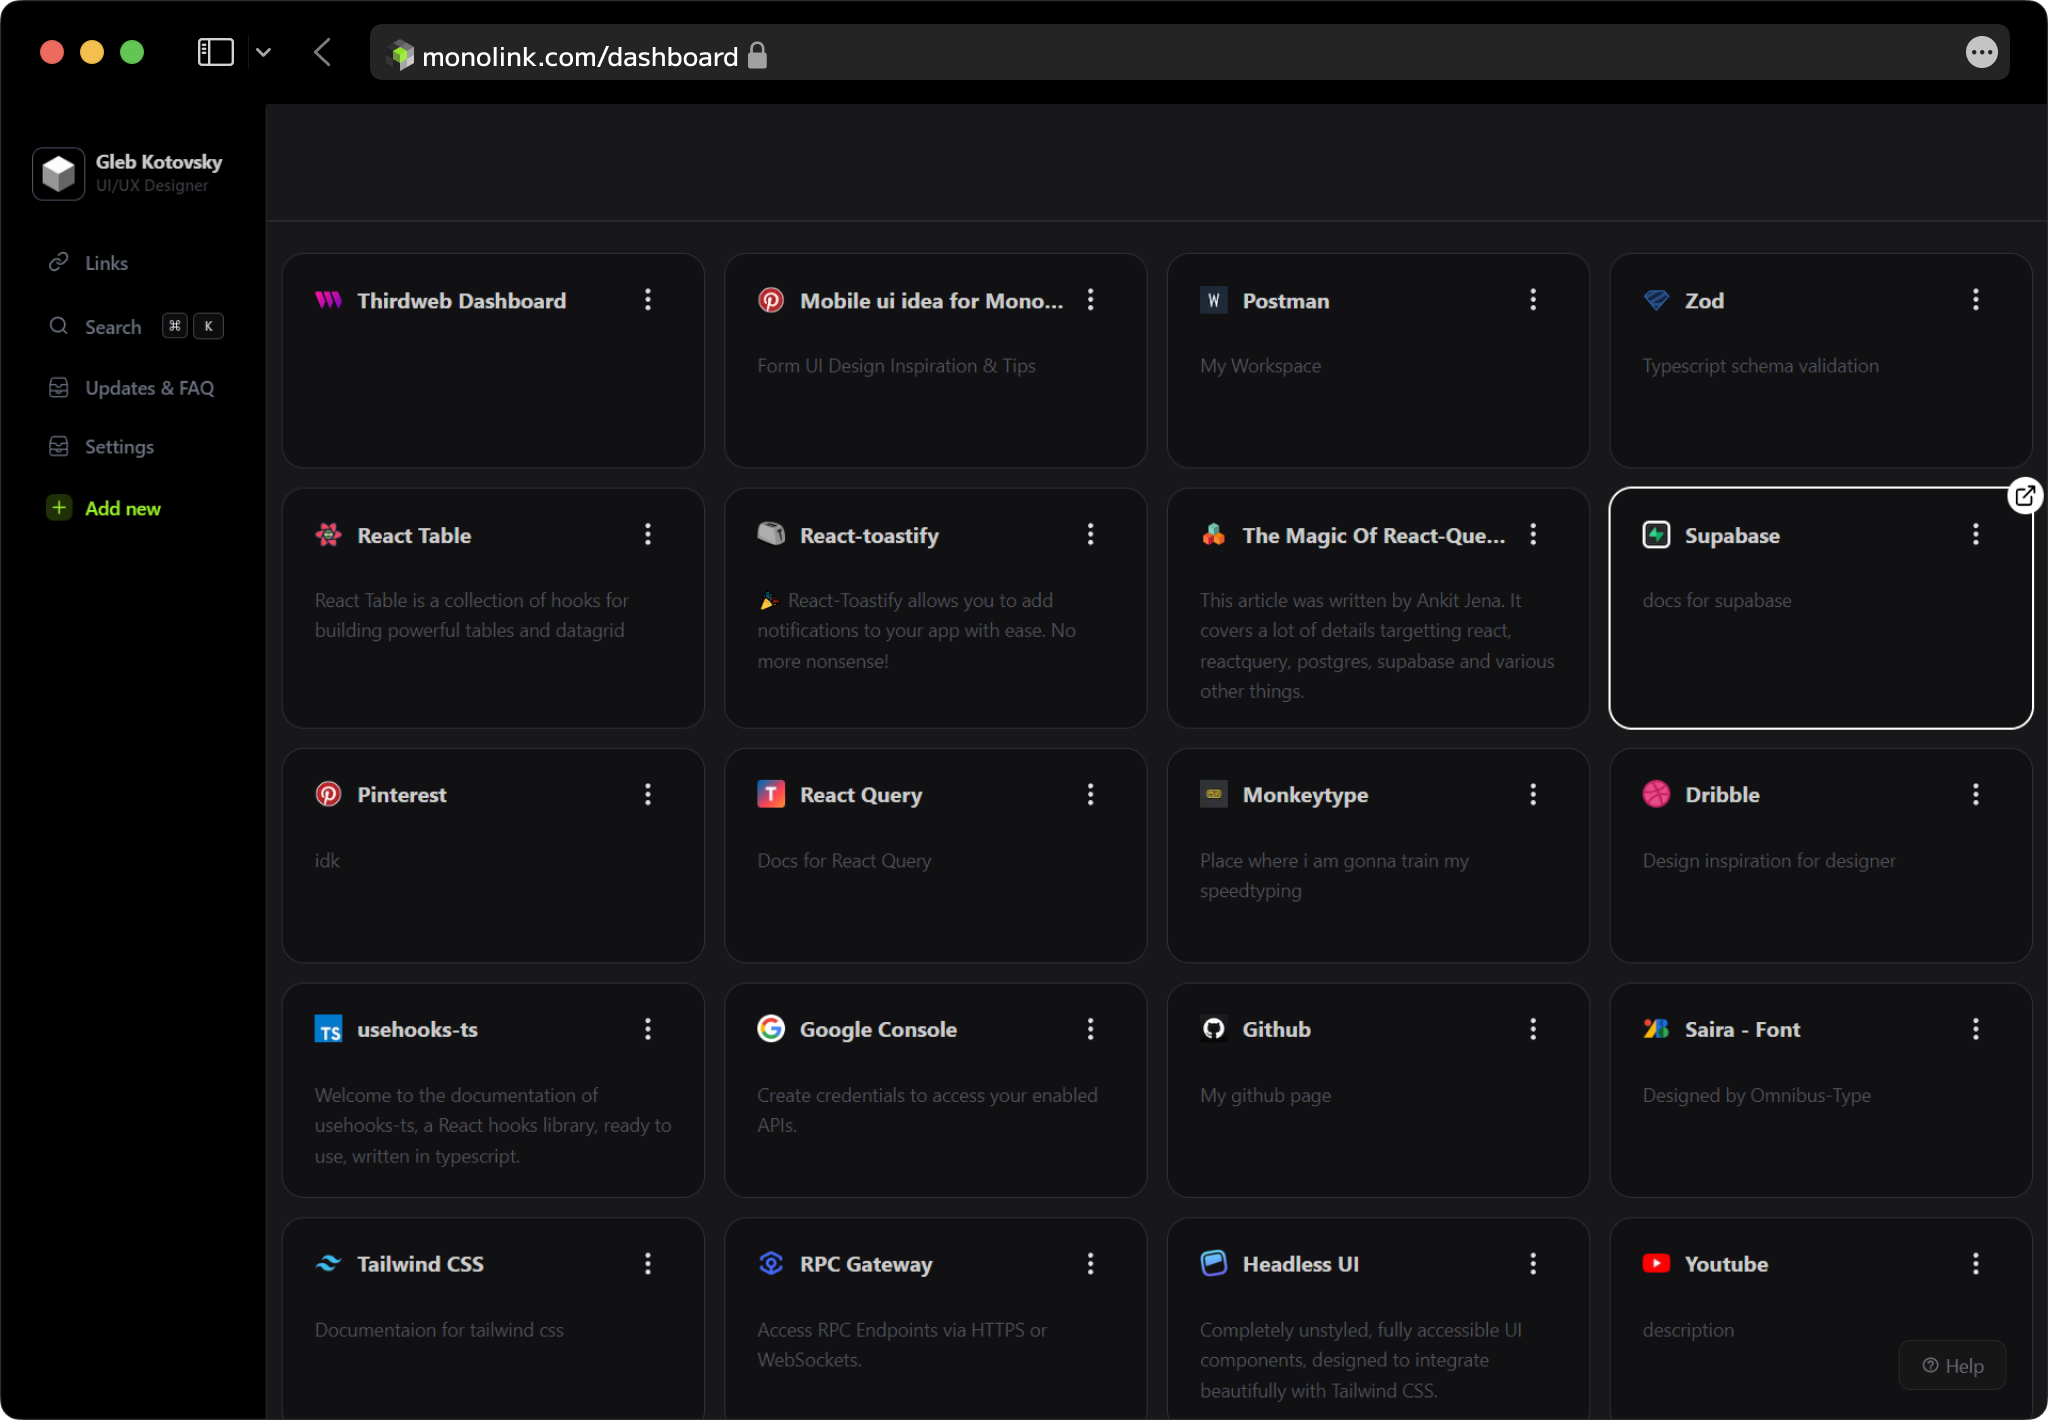 monolink.com/dashboard
Gleb Kotovsky
UI/UX Designer
Links
Search ⌘ K
Updates & FAQ
Settings
Add new
Thirdweb Dashboard
Mobile ui idea for Mono...
Form UI Design Inspiration & Tips
W Postman
My Workspace
Zod
Typescript schema validation
React Table
React Table is a collection of hooks for
building powerful tables and datagrid
React-toastify
🎉 React-Toastify allows you to add
notifications to your app with ease. No
more nonsense!
The Magic Of React-Que...
This article was written by Ankit Jena. It
covers a lot of details targetting react,
reactquery, postgres, supabase and various
other things.
Supabase
docs for supabase
Pinterest
idk
T React Query
Docs for React Query
Monkeytype
Place where i am gonna train my
speedtyping
Dribble
Design inspiration for designer
TS usehooks-ts
Welcome to the documentation of
usehooks-ts, a React hooks library, ready to
use, written in typescript.
Google Console
Create credentials to access your enabled
APIs.
Github
My github page
Saira - Font
Designed by Omnibus-Type
Tailwind CSS
Documentaion for tailwind css
RPC Gateway
Access RPC Endpoints via HTTPS or
WebSockets.
Headless UI
Completely unstyled, fully accessible UI
components, designed to integrate
beautifully with Tailwind CSS.
Youtube
description
Help